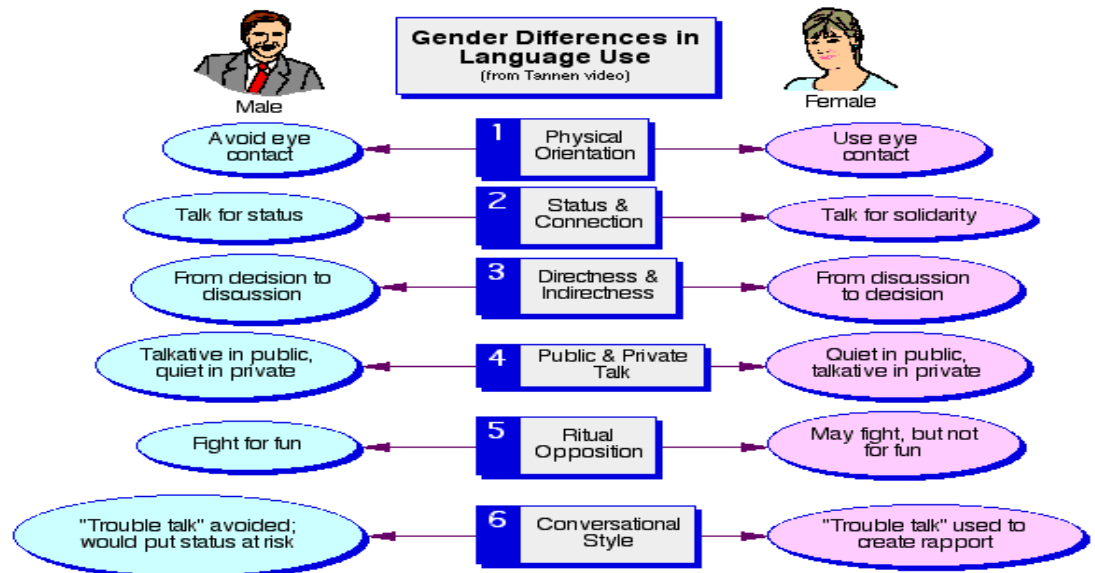 Gender Differences in
Language Use
(from Tannen video)
Male
Female
Avoid eye
contact
1
Physical
Orientation
Use eye
contact
Talk for status
2
Status &
Connection
Talk for solidarity
From decision to
discussion
3
Directness &
Indirectness
From discussion
to decision
Talkative in public,
quiet in private
4
Public & Private
Talk
Quiet in public,
talkative in private
Fight for fun
5
Ritual
Opposition
May fight, but not
for fun
"Trouble talk" avoided;
would put status at risk
6
Conversational
Style
"Trouble talk" used to
create rapport